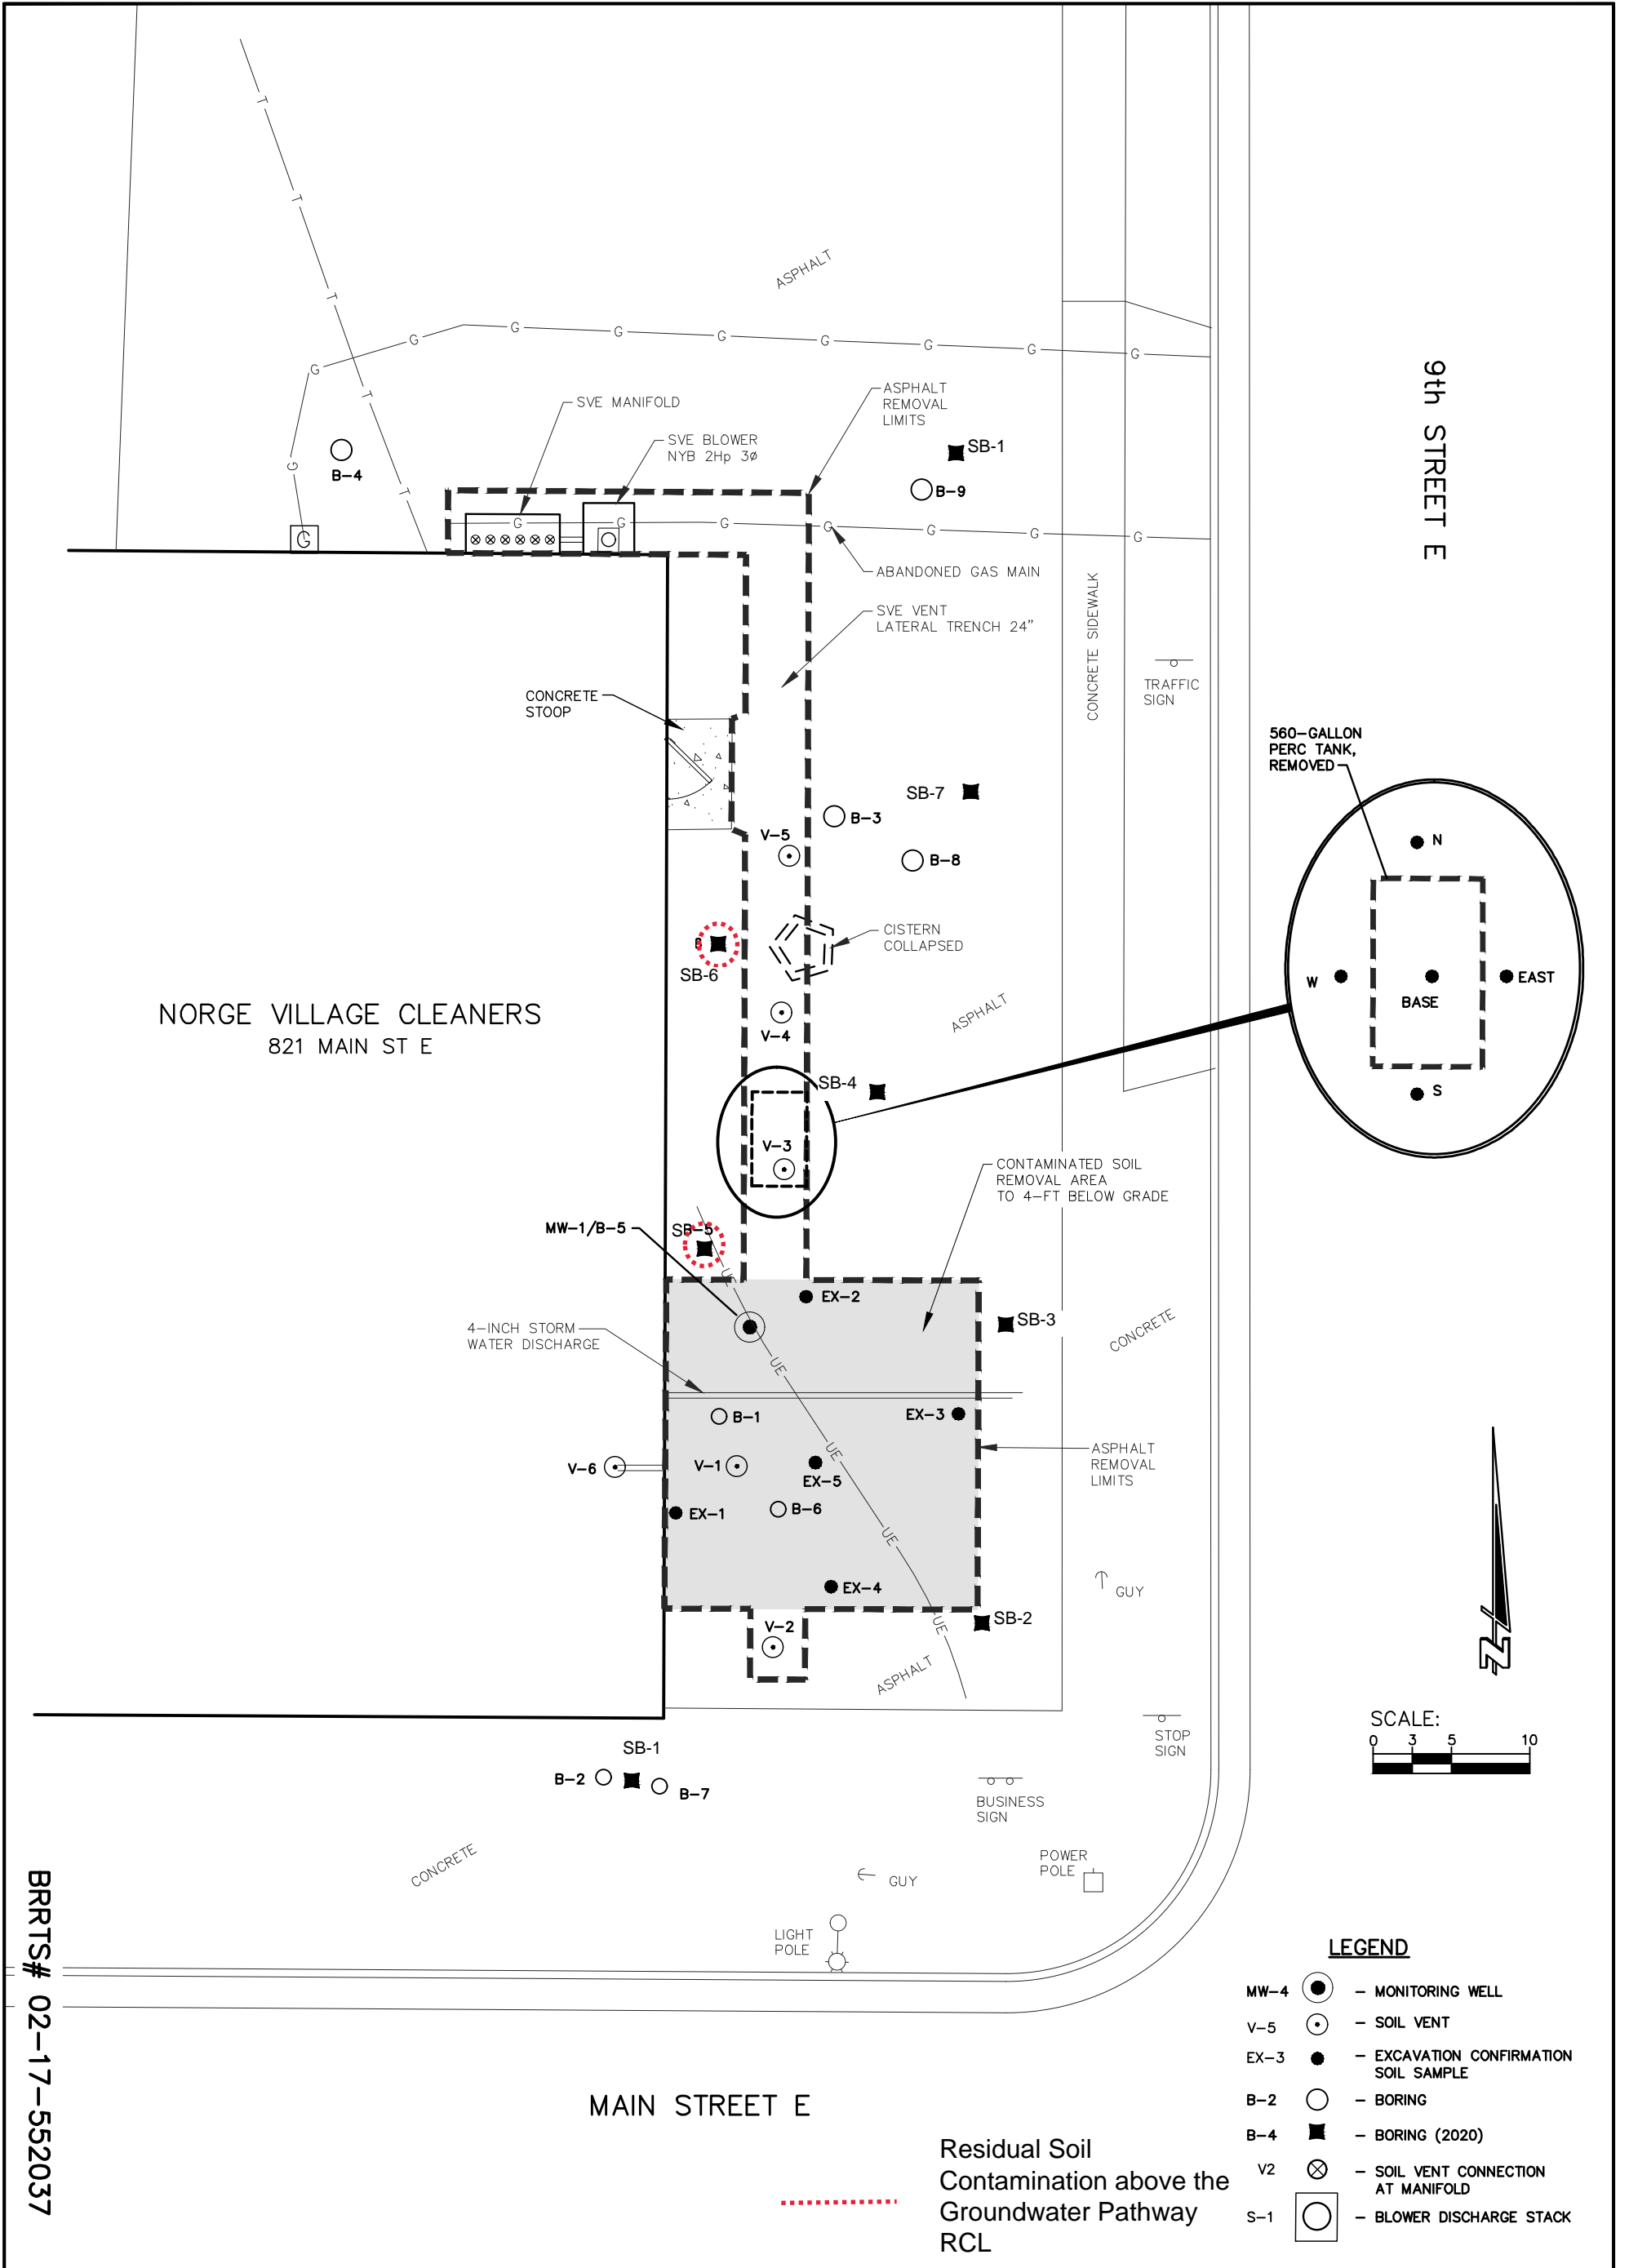 ASPHALT
T
T
T
T
T
G
G
G
G
G
G
G
G
G
G
9th STREET E
SVE MANIFOLD
SVE BLOWER
NYB 2Hp 3ø
ASPHALT
REMOVAL
LIMITS
SB-1
B-9
B-4
G
G
G
G
G
G
G
G
ABANDONED GAS MAIN
SVE VENT
LATERAL TRENCH 24"
CONCRETE SIDEWALK
TRAFFIC
SIGN
CONCRETE
STOOP
560-GALLON
PERC TANK,
REMOVED
SB-7
B-3
V-5
B-8
N
W
BASE
EAST
S
CISTERN
COLLAPSED
B
SB-6
NORGE VILLAGE CLEANERS
821 MAIN ST E
V-4
ASPHALT
SB-4
V-3
CONTAMINATED SOIL
REMOVAL AREA
TO 4-FT BELOW GRADE
MW-1/B-5
SB-5
UE
EX-2
SB-3
CONCRETE
4-INCH STORM
WATER DISCHARGE
UE
B-1
EX-3
UE
ASPHALT
REMOVAL
LIMITS
V-6
V-1
EX-5
EX-1
B-6
UE
EX-4
GUY
SB-2
UE
V-2
ASPHALT
N
STOP
SIGN
SCALE:
0 3 5 10
SB-1
B-2
B-7
BUSINESS
SIGN
CONCRETE
GUY
POWER
POLE
LIGHT
POLE
BRRTS# 02-17-552037
MAIN STREET E
LEGEND
MW-4 - MONITORING WELL
V-5 - SOIL VENT
EX-3 - EXCAVATION CONFIRMATION
SOIL SAMPLE
B-2 - BORING
B-4 - BORING (2020)
V2 - SOIL VENT CONNECTION
AT MANIFOLD
S-1 - BLOWER DISCHARGE STACK
Residual Soil
Contamination above the
Groundwater Pathway
RCL